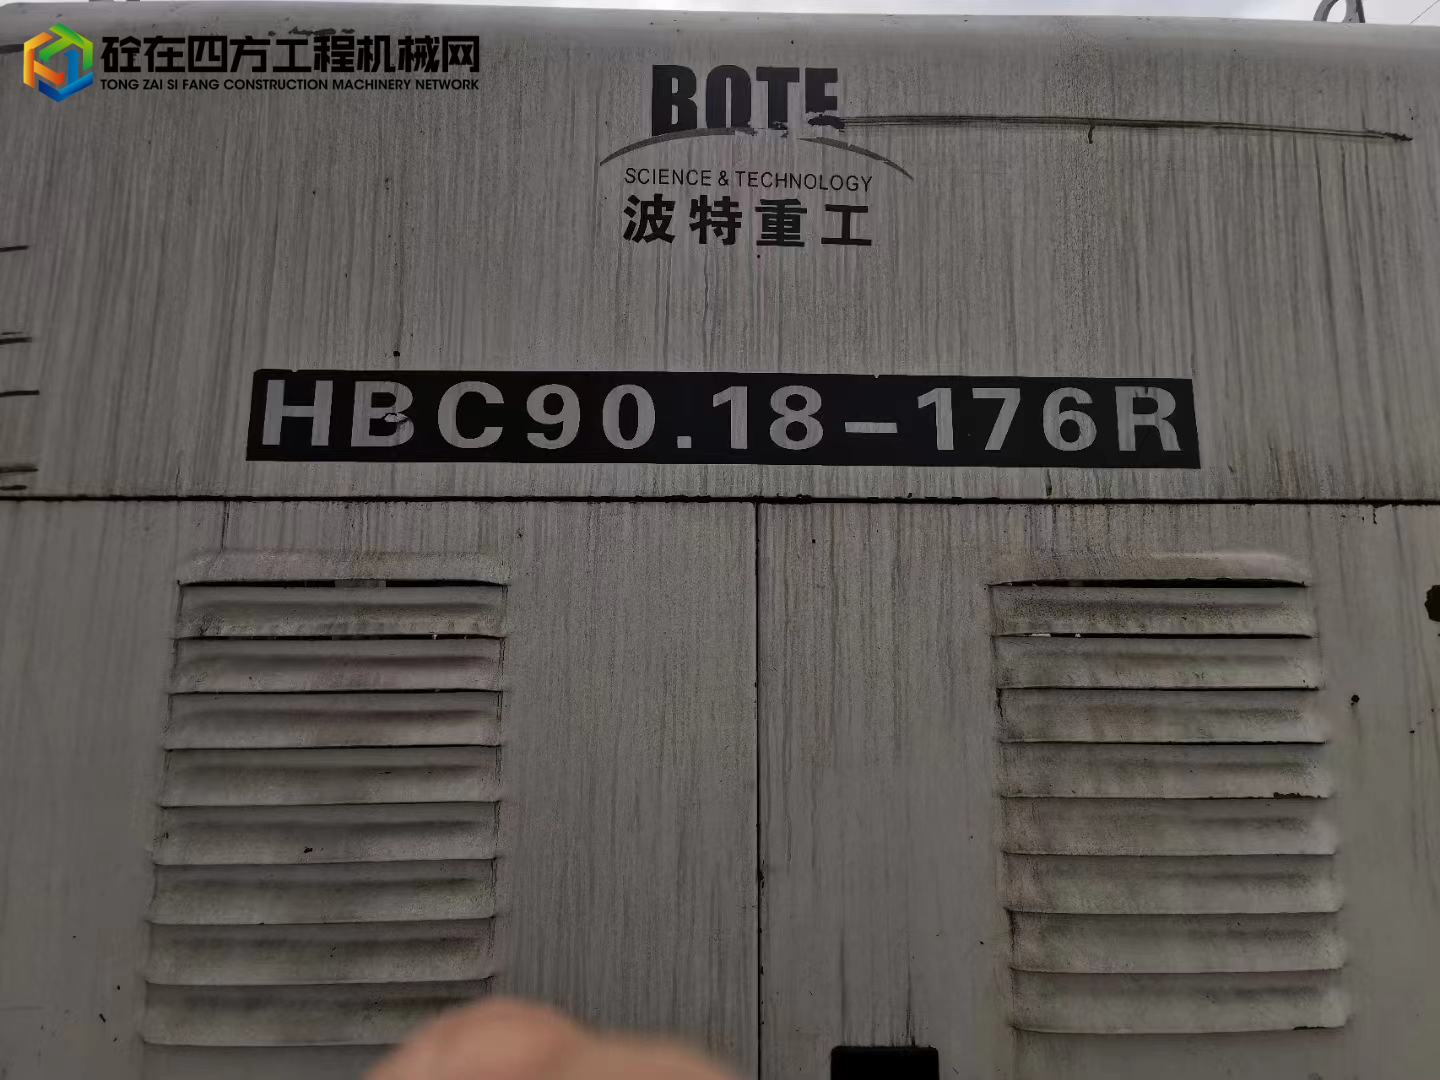 砼在四方工程机械网
TONG ZAI SI FANG CONSTRUCTION MACHINERY NETWORK
BOTE
SCIENCE & TECHNOLOGY
波特重工
HBC90.18-176R